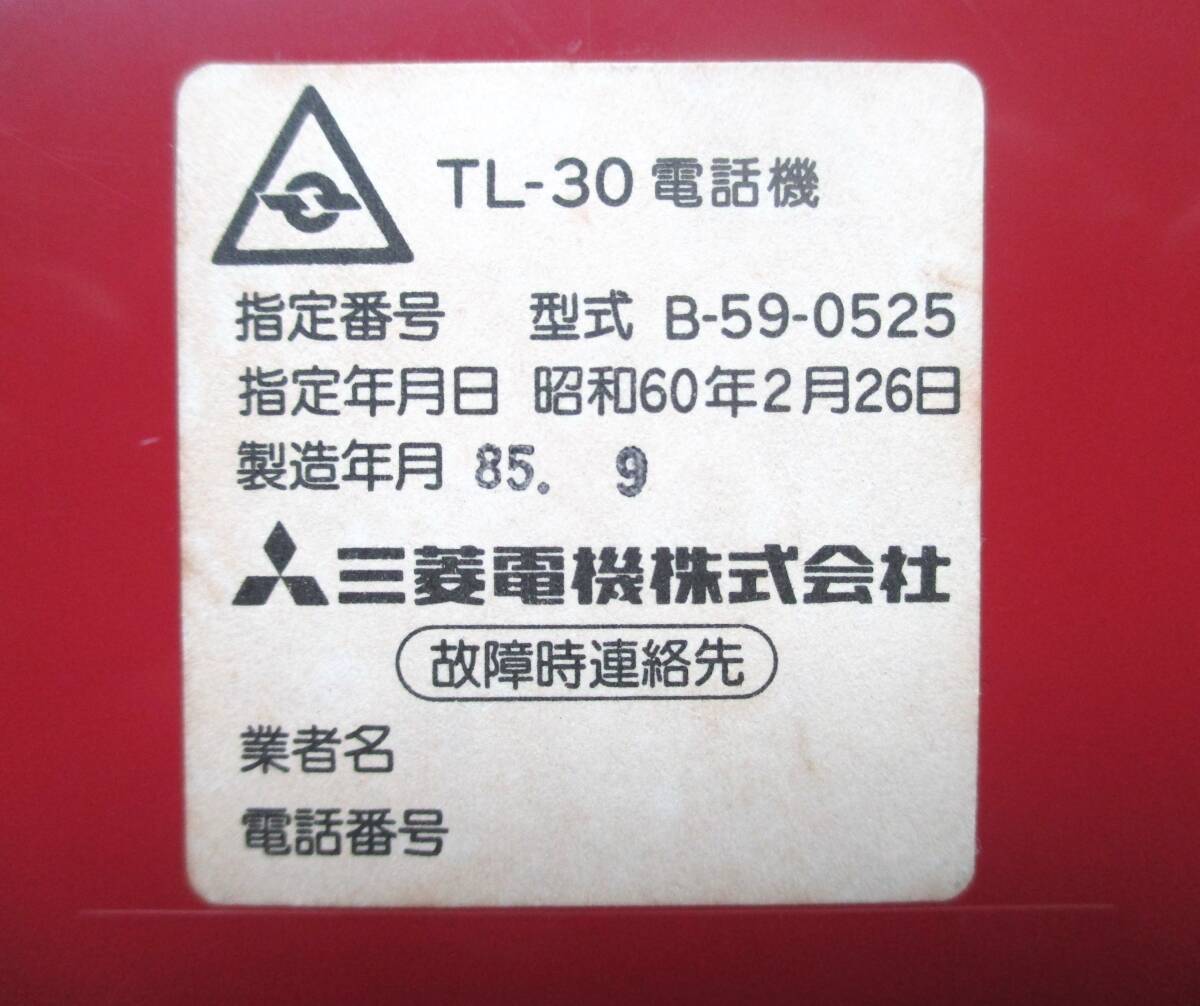 TL-30 電話機
指定番号 型式 B-59-0525
指定年月日 昭和60年2月26日
製造年月 85. 9
三菱電機株式会社
故障時連絡先
業者名
電話番号